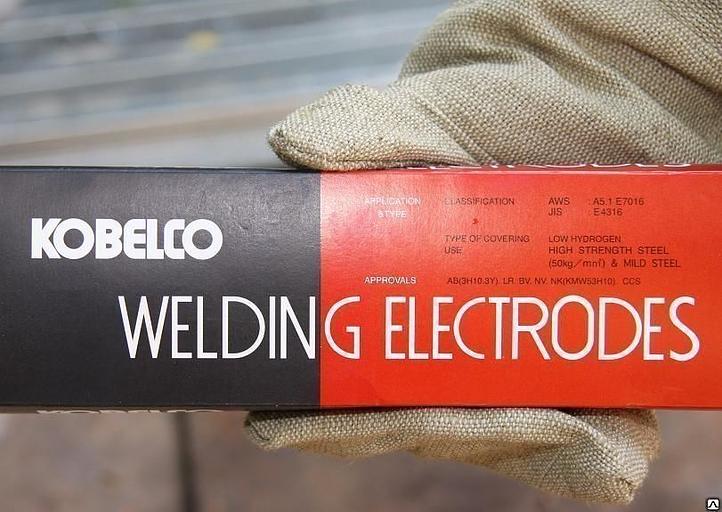 KOBELCO
APPLICATION CLASSIFICATION AWS : A5.1 E7016
&TYPE JIS : E4316
TYPE OF COVERING LOW HYDROGEN
USE HIGH STRENGTH STEEL
(50kg/mm²) & MILD STEEL
APPROVALS AB(3H10.3Y). LR. BV. NV. NK(KMW53H10). CCS
WELDING ELECTRODES